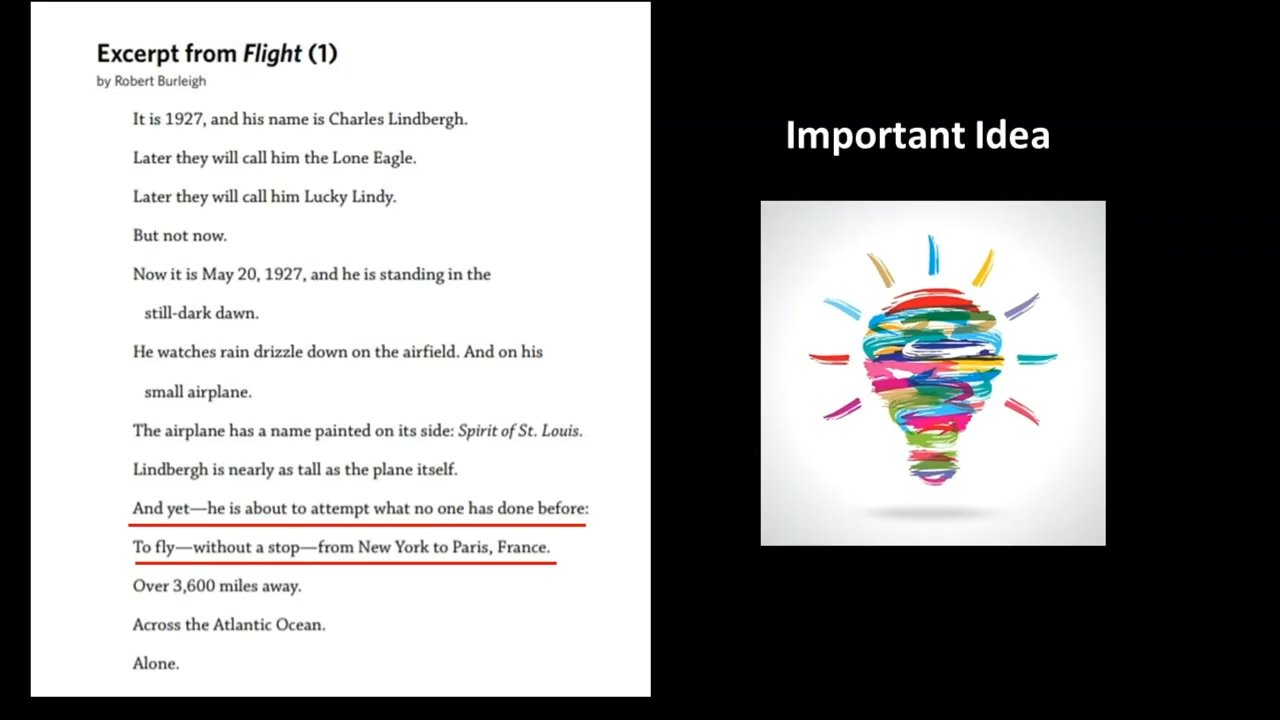 Excerpt from Flight (1)
by Robert Burleigh
It is 1927, and his name is Charles Lindbergh.
Later they will call him the Lone Eagle.
Later they will call him Lucky Lindy.
But not now.
Now it is May 20, 1927, and he is standing in the
still-dark dawn.
He watches rain drizzle down on the airfield. And on his
small airplane.
The airplane has a name painted on its side: Spirit of St. Louis.
Lindbergh is nearly as tall as the plane itself.
And yet—he is about to attempt what no one has done before:
To fly—without a stop—from New York to Paris, France.
Over 3,600 miles away.
Across the Atlantic Ocean.
Alone.
Important Idea